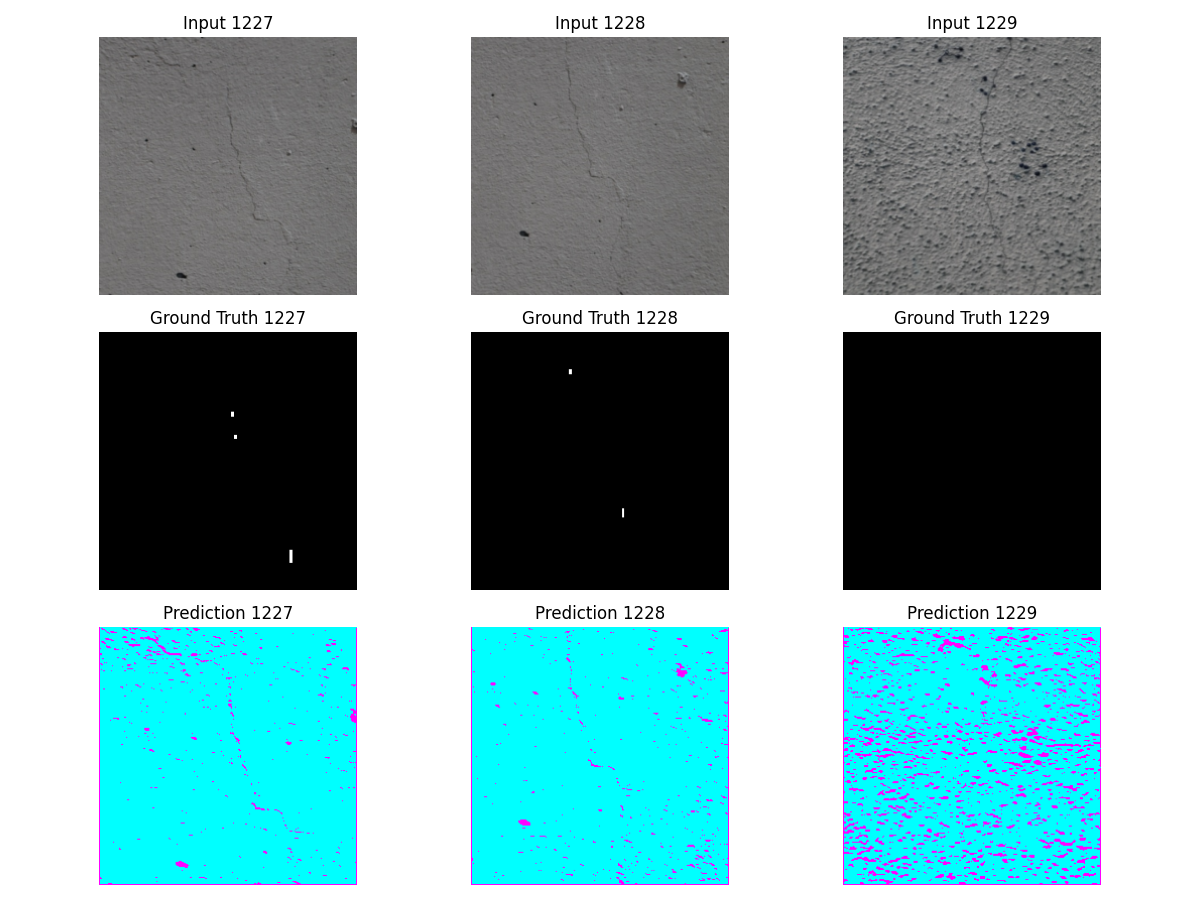 Input 1227
Input 1228
Input 1229
Ground Truth 1227
Ground Truth 1228
Ground Truth 1229
Prediction 1227
Prediction 1228
Prediction 1229